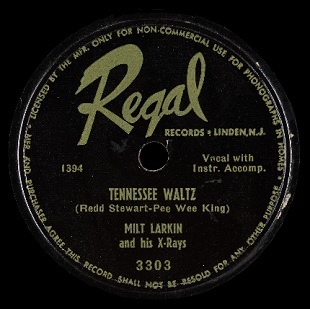 LICENSED BY THE MFR. ONLY FOR NON-COMMERCIAL USE FOR PHONOGRAPHS IN HOMES
Regal
RECORDS • LINDEN, N.J.
1394
Vocal with
Instr. Accomp.
TENNESSEE WALTZ
(Redd Stewart-Pee Wee King)
MILT LARKIN
and his X-Rays
3303
MFR. AND PURCHASER AGREE THIS RECORD SHALL NOT BE RESOLD FOR ANY OTHER PURPOSE